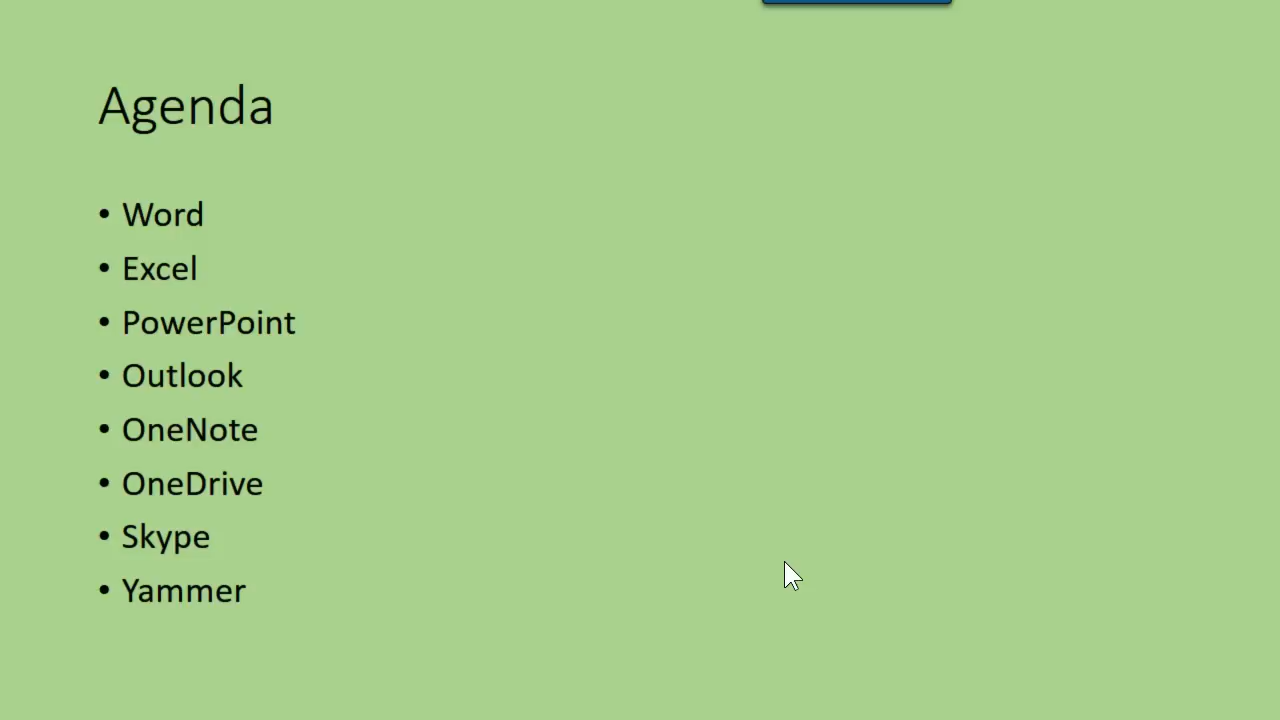 Agenda
• Word
• Excel
• PowerPoint
• Outlook
• OneNote
• OneDrive
• Skype
• Yammer